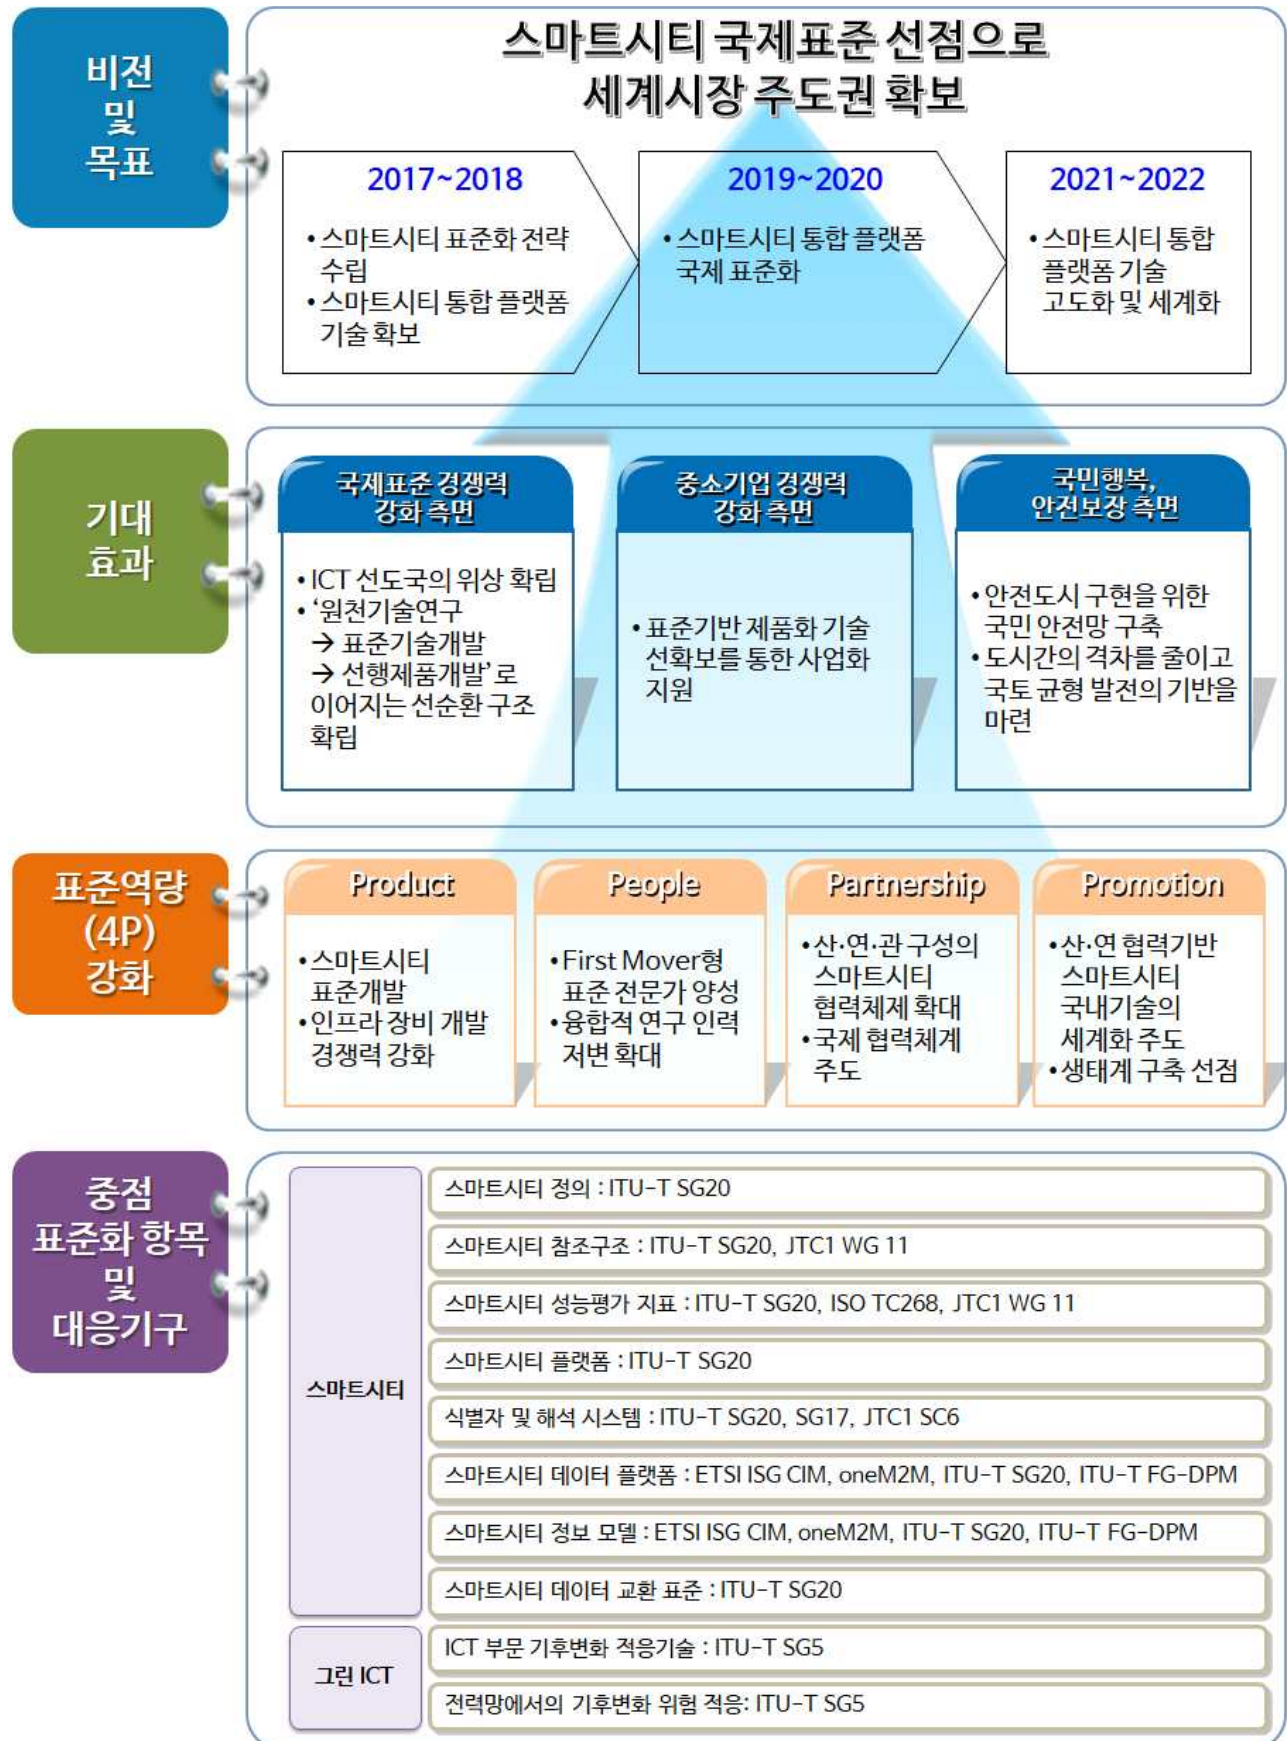 비전
및
목표
스마트시티 국제표준 선점으로
세계시장 주도권 확보
2017~2018
• 스마트시티 표준화 전략
수립
• 스마트시티 통합 플랫폼
기술 확보
2019~2020
• 스마트시티 통합 플랫폼
국제 표준화
2021~2022
• 스마트시티 통합
플랫폼 기술
고도화 및 세계화
기대
효과
국제표준 경쟁력
강화 측면
• ICT 선도국의 위상 확립
• ‘원천기술연구
→ 표준기술개발
→ 선행제품개발’로
이어지는 선순환 구조
확립
중소기업 경쟁력
강화 측면
• 표준기반 제품화 기술
선확보를 통한 사업화
지원
국민행복,
안전보장 측면
• 안전도시 구현을 위한
국민 안전망 구축
• 도시간의 격차를 줄이고
국토 균형 발전의 기반을
마련
표준역량
(4P)
강화
Product
• 스마트시티
표준개발
• 인프라 장비 개발
경쟁력 강화
People
• First Mover형
표준 전문가 양성
• 융합적 연구 인력
저변 확대
Partnership
• 산·연·관 구성의
스마트시티
협력체제 확대
• 국제 협력체계
주도
Promotion
• 산·연 협력기반
스마트시티
국내기술의
세계화 주도
• 생태계 구축 선점
중점
표준화 항목
및
대응기구
스마트시티
스마트시티 정의 : ITU-T SG20
스마트시티 참조구조 : ITU-T SG20, JTC1 WG 11
스마트시티 성능평가 지표 : ITU-T SG20, ISO TC268, JTC1 WG 11
스마트시티 플랫폼 : ITU-T SG20
식별자 및 해석 시스템 : ITU-T SG20, SG17, JTC1 SC6
스마트시티 데이터 플랫폼 : ETSI ISG CIM, oneM2M, ITU-T SG20, ITU-T FG-DPM
스마트시티 정보 모델 : ETSI ISG CIM, oneM2M, ITU-T SG20, ITU-T FG-DPM
스마트시티 데이터 교환 표준 : ITU-T SG20
그린 ICT
ICT 부문 기후변화 적응기술 : ITU-T SG5
전력망에서의 기후변화 위험 적응: ITU-T SG5